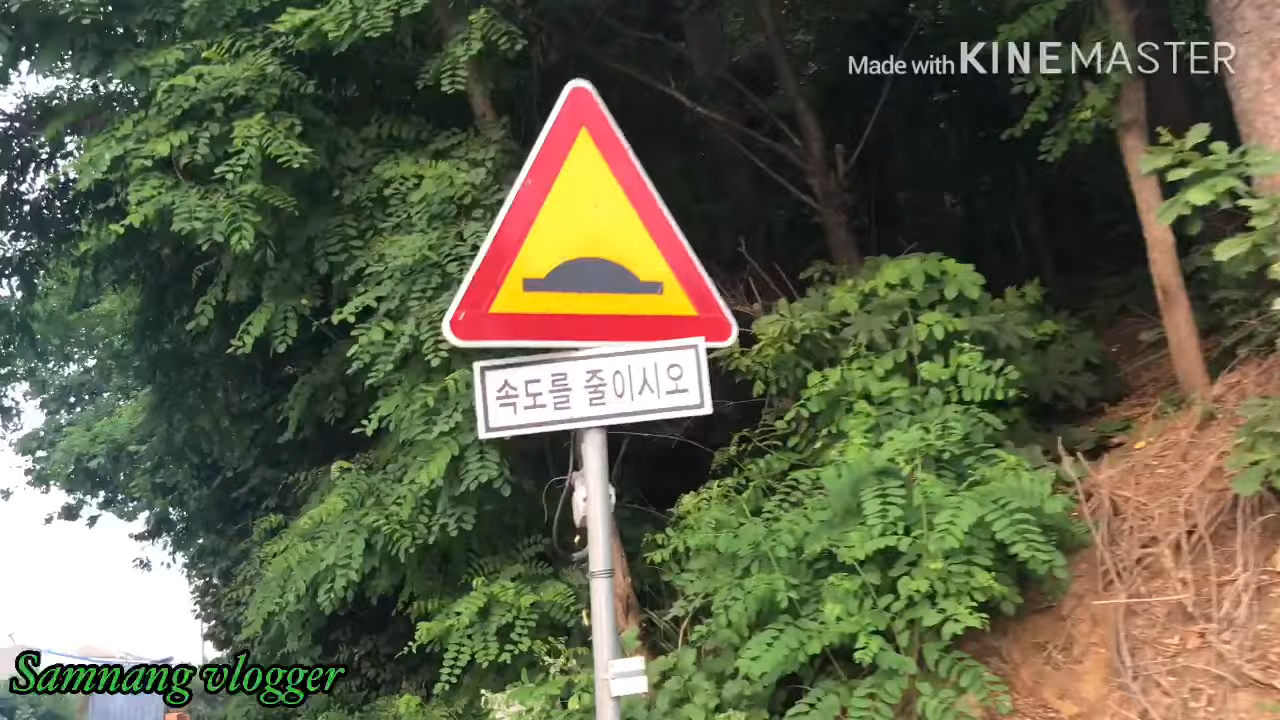 Made with KINEMASTER
속도를 줄이시오
Samnang vlogger